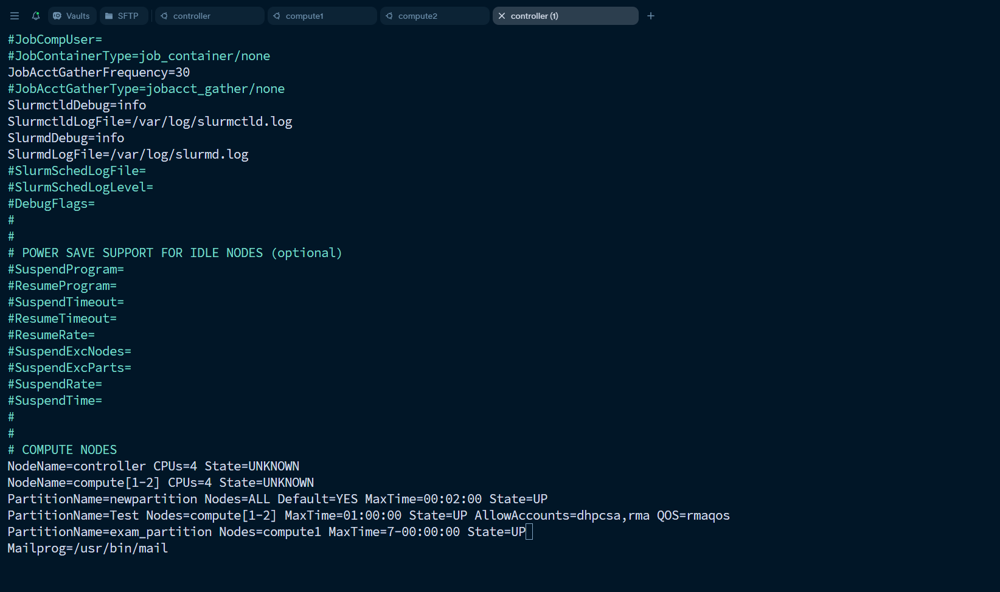 Vaults SFTP controller compute1 compute2 controller (1)
#JobCompUser=
#JobContainerType=job_container/none
JobAcctGatherFrequency=30
#JobAcctGatherType=jobacct_gather/none
SlurmctldDebug=info
SlurmctldLogFile=/var/log/slurmctld.log
SlurmdDebug=info
SlurmdLogFile=/var/log/slurmd.log
#SlurmSchedLogFile=
#SlurmSchedLogLevel=
#DebugFlags=
#
#
# POWER SAVE SUPPORT FOR IDLE NODES (optional)
#SuspendProgram=
#ResumeProgram=
#SuspendTimeout=
#ResumeTimeout=
#ResumeRate=
#SuspendExcNodes=
#SuspendExcParts=
#SuspendRate=
#SuspendTime=
#
#
# COMPUTE NODES
NodeName=controller CPUs=4 State=UNKNOWN
NodeName=compute[1-2] CPUs=4 State=UNKNOWN
PartitionName=newpartition Nodes=ALL Default=YES MaxTime=00:02:00 State=UP
PartitionName=Test Nodes=compute[1-2] MaxTime=01:00:00 State=UP AllowAccounts=dhpcsa,rma QOS=rmaqos
PartitionName=exam_partition Nodes=compute1 MaxTime=7-00:00:00 State=UP
Mailprog=/usr/bin/mail